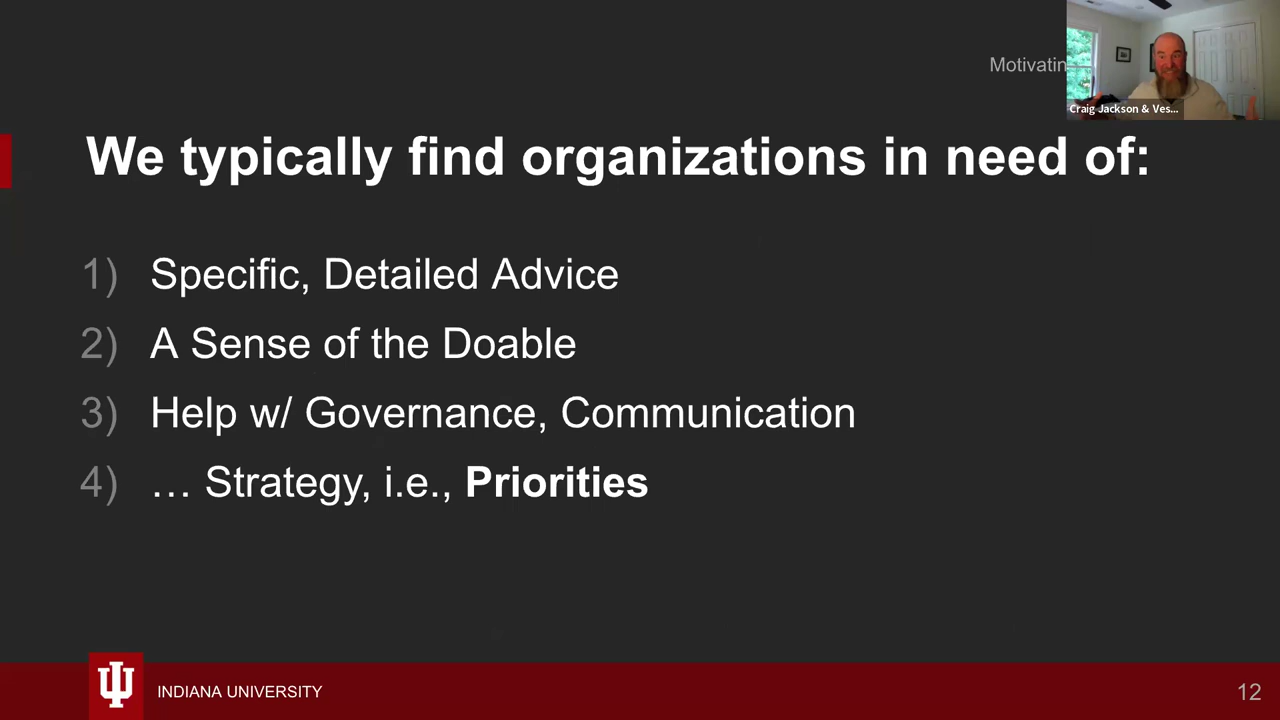 Motivatin
Craig Jackson & Ves...
We typically find organizations in need of:
1) Specific, Detailed Advice
2) A Sense of the Doable
3) Help w/ Governance, Communication
4) … Strategy, i.e., Priorities
INDIANA UNIVERSITY
12